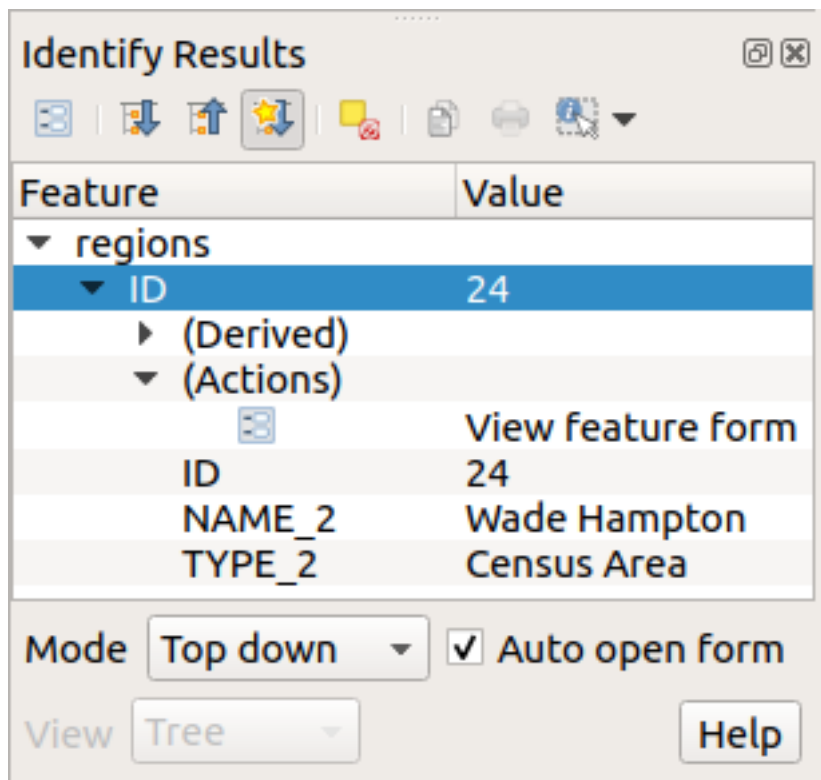 Identify Results
Feature Value
regions
ID 24
(Derived)
(Actions)
View feature form
ID 24
NAME_2 Wade Hampton
TYPE_2 Census Area
Mode Top down Auto open form
View Tree Help